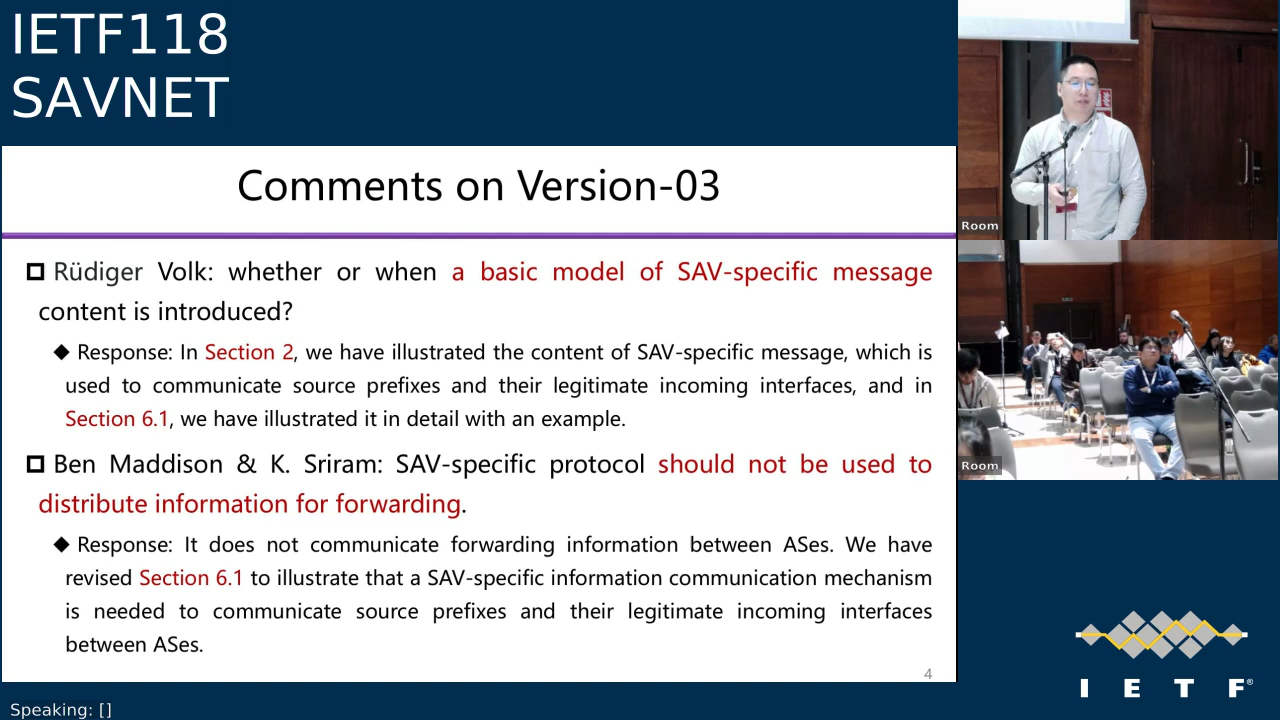 IETF118
SAVNET
Comments on Version-03
Rüdiger Volk: whether or when a basic model of SAV-specific message
content is introduced?
Response: In Section 2, we have illustrated the content of SAV-specific message, which is
used to communicate source prefixes and their legitimate incoming interfaces, and in
Section 6.1, we have illustrated it in detail with an example.
Ben Maddison & K. Sriram: SAV-specific protocol should not be used to
distribute information for forwarding.
Response: It does not communicate forwarding information between ASes. We have
revised Section 6.1 to illustrate that a SAV-specific information communication mechanism
is needed to communicate source prefixes and their legitimate incoming interfaces
between ASes.
4
Room
Room
I E T F®
Speaking: []